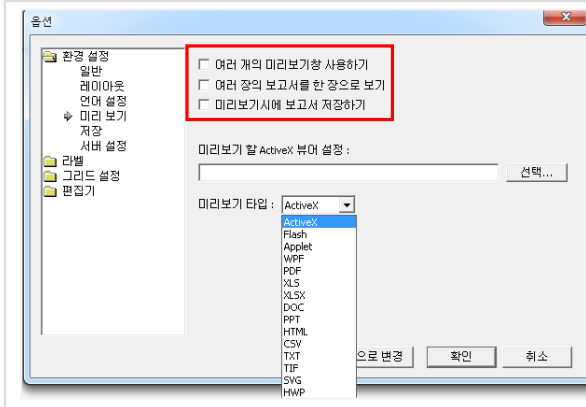 옵션
환경 설정
일반
레이아웃
언어 설정
미리 보기
저장
서버 설정
라벨
그리드 설정
편집기
여러 개의 미리보기창 사용하기
여러 장의 보고서를 한 장으로 보기
미리보기시에 보고서 저장하기
미리보기 할 ActiveX 뷰어 설정 :
선택...
미리보기 타입 : ActiveX
ActiveX
Flash
Applet
WPF
PDF
XLS
XLSX
DOC
PPT
HTML
CSV
TXT
TIF
SVG
HWP
으로 변경 확인 취소